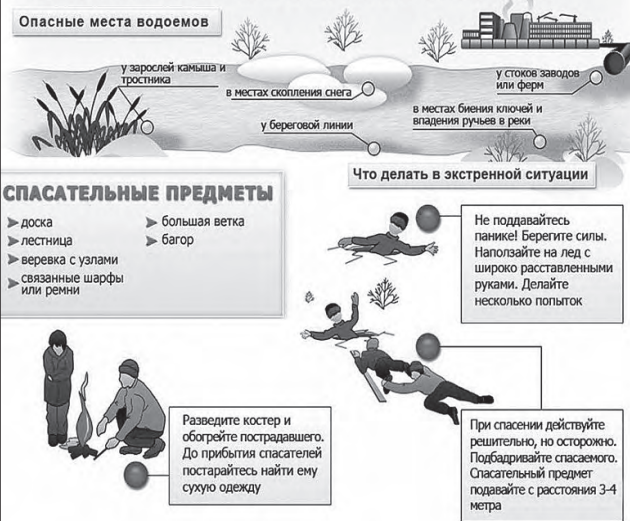 Опасные места водоемов
у зарослей камыша и
тростника
в местах скопления снега
у береговой линии
у стоков заводов
или ферм
в местах биения ключей и
впадения ручьев в реки
Что делать в экстренной ситуации
СПАСАТЕЛЬНЫЕ ПРЕДМЕТЫ
доска
лестница
веревка с узлами
связанные шарфы
или ремни
большая ветка
багор
Не поддавайтесь
панике! Берегите силы.
Наползайте на лед с
широко расставленными
руками. Делайте
несколько попыток
При спасении действуйте
решительно, но осторожно.
Подбадривайте спасаемого.
Спасательный предмет
подавайте с расстояния 3-4
метра
Разведите костер и
обогрейте пострадавшего.
До прибытия спасателей
постарайтесь найти ему
сухую одежду